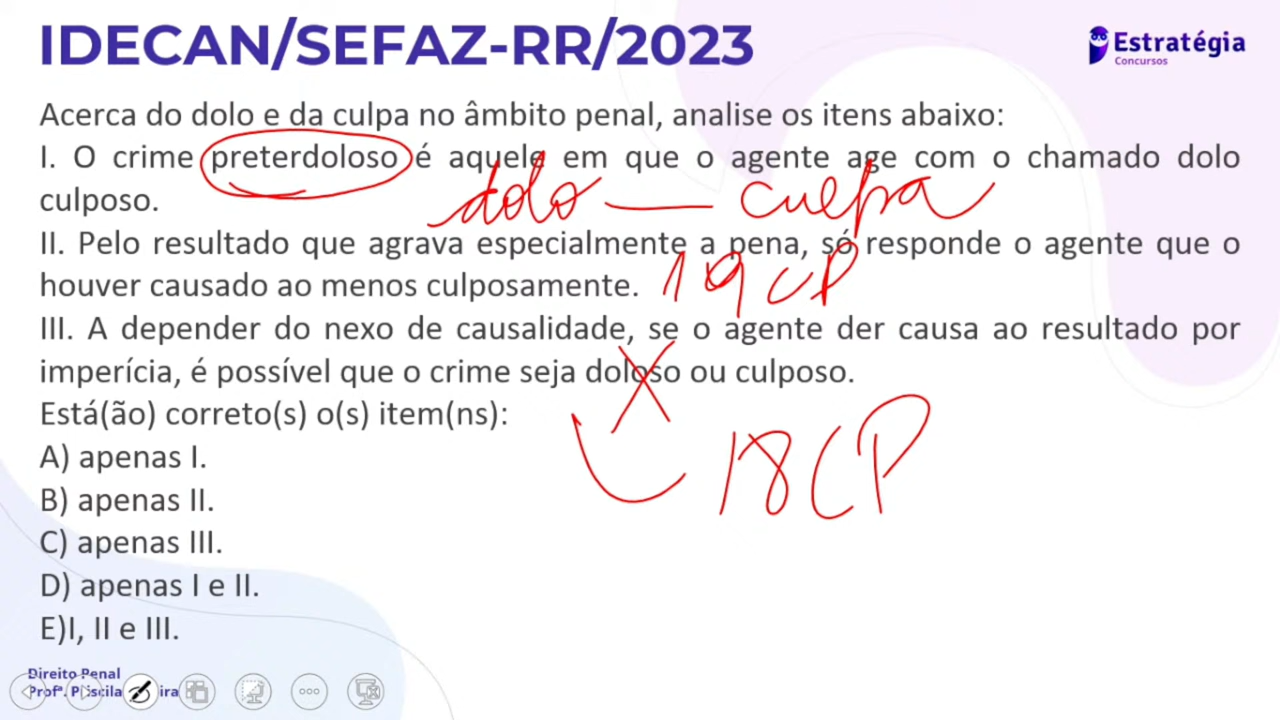 IDECAN/SEFAZ-RR/2023
Estratégia
Concursos
Acerca do dolo e da culpa no âmbito penal, analise os itens abaixo:
I. O crime preterdoloso é aquele em que o agente age com o chamado dolo
culposo.
dolo — culpa
II. Pelo resultado que agrava especialmente a pena, só responde o agente que o
houver causado ao menos culposamente.
19 CP
III. A depender do nexo de causalidade, se o agente der causa ao resultado por
imperícia, é possível que o crime seja doloso ou culposo.
X
18 CP
Está(ão) correto(s) o(s) item(ns):
A) apenas I.
B) apenas II.
C) apenas III.
D) apenas I e II.
E)I, II e III.
Direito Penal
Profª. Priscila